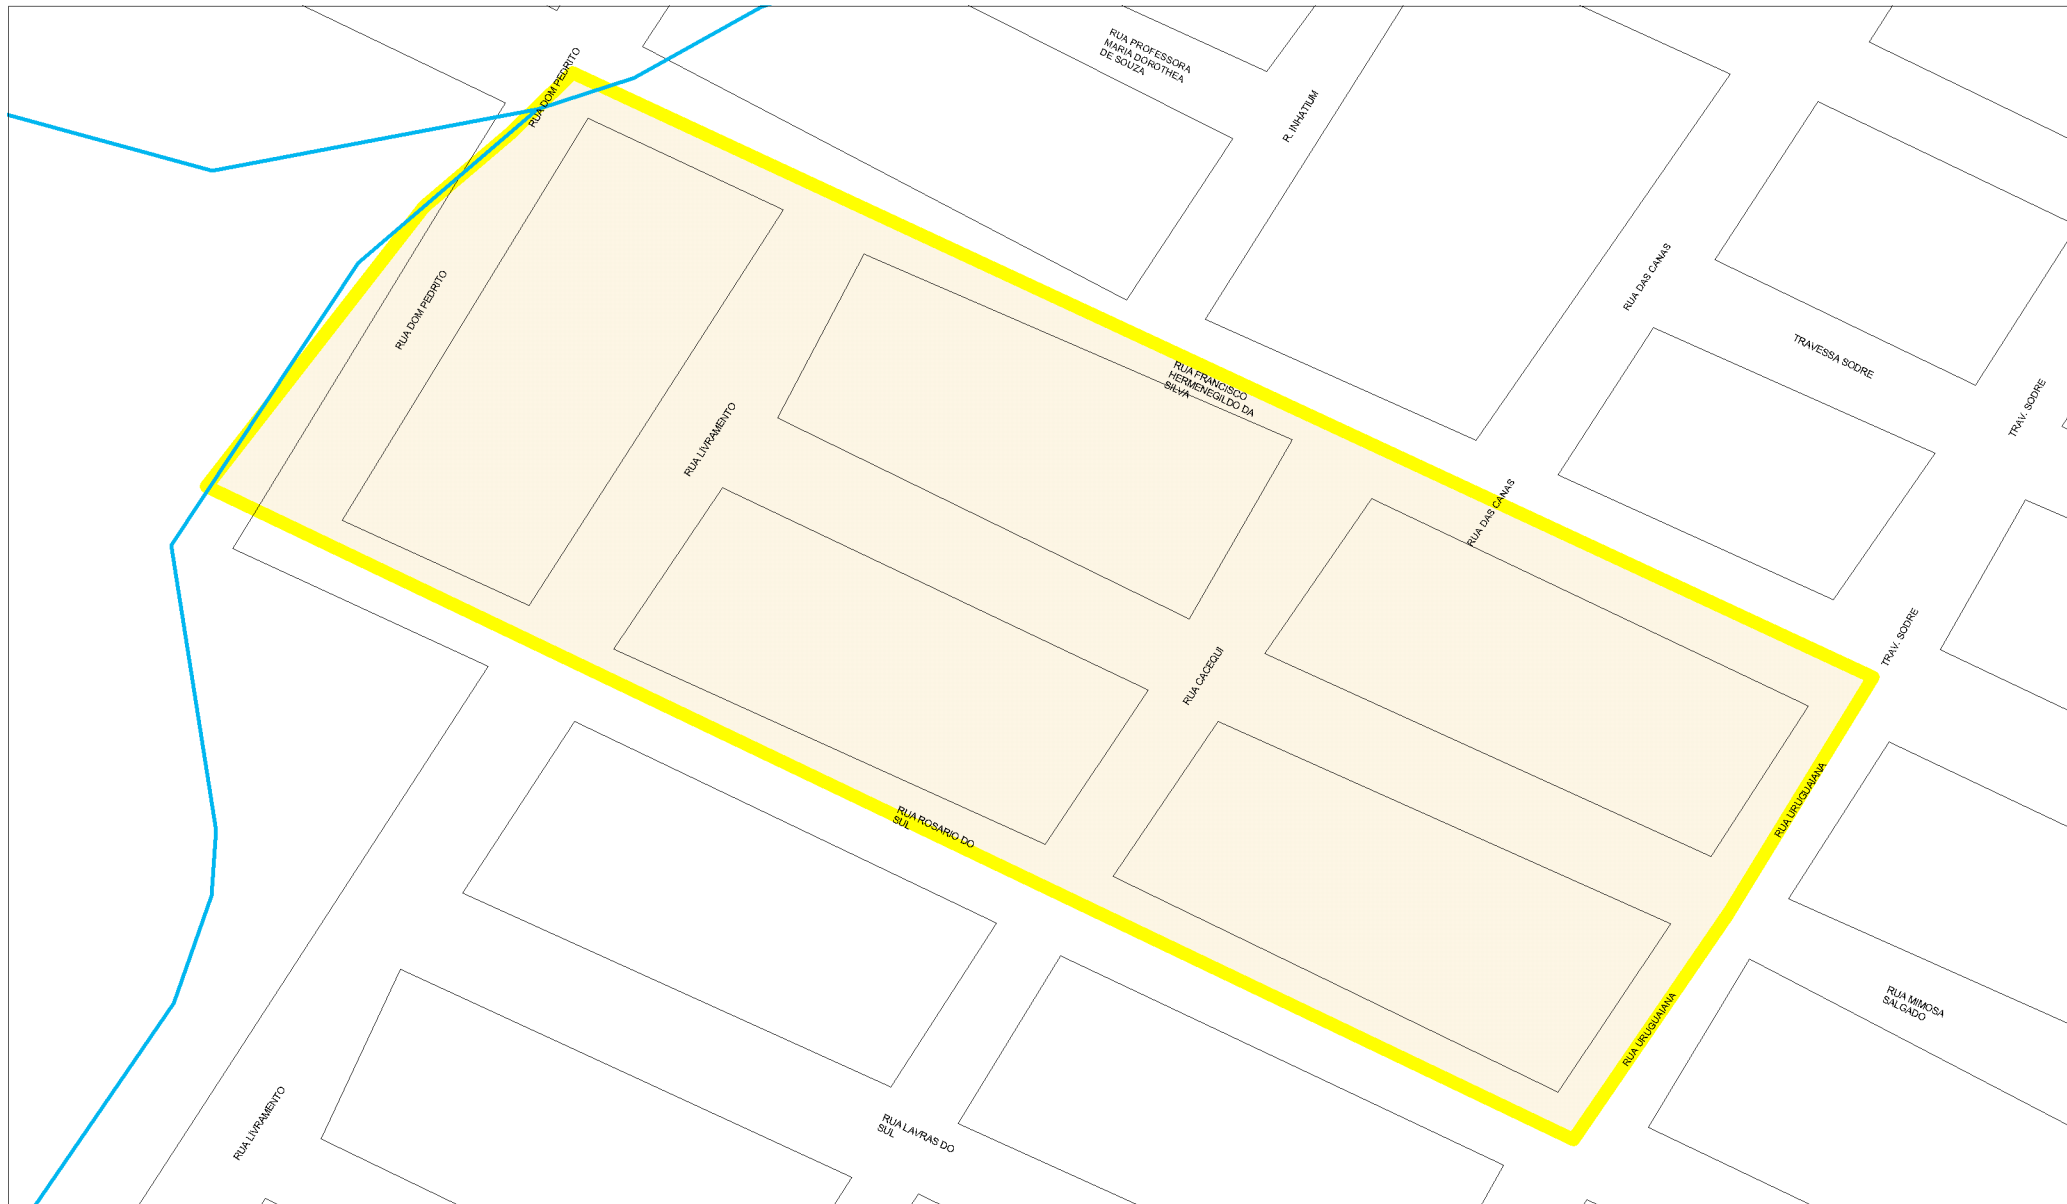 RUA DOM PEDRITO
RUA PROFESSORA
MARIA DOROTHEA
DE SOUZA
R. INHATIUM
RUA DAS CANAS
RUA DOM PEDRITO
TRAVESSA SODRE
TRAV. SODRE
RUA FRANCISCO
HERMENEGILDO DA
SILVA
RUA LIVRAMENTO
RUA DAS CANAS
TRAV. SODRE
RUA CACEQUI
RUA URUGUAIANA
RUA ROSARIO DO
SUL
RUA MIMOSA
SALGADO
RUA URUGUAIANA
RUA LIVRAMENTO
RUA LAVRAS DO
SUL